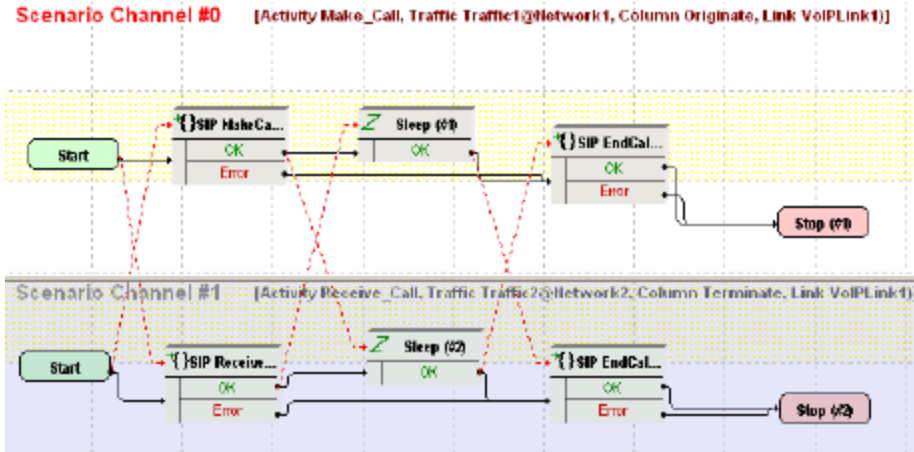 Scenario Channel #0 [Activity Make_Call, Traffic Traffic1@Network1, Column Originate, Link VoIPLink1)]
{}SIP MakeCa... Sleep (#1)
{}SIP EndCal...
Start OK OK
OK
Error
Error
Stop (#1)
Scenario Channel #1 [Activity Receive_Call, Traffic Traffic2@Network2, Column Terminate, Link VoIPLink1)
Sleep (#2)
{}SIP Receive... {}SIP EndCal...
Start OK
OK OK
Error Error
Stop (#2)